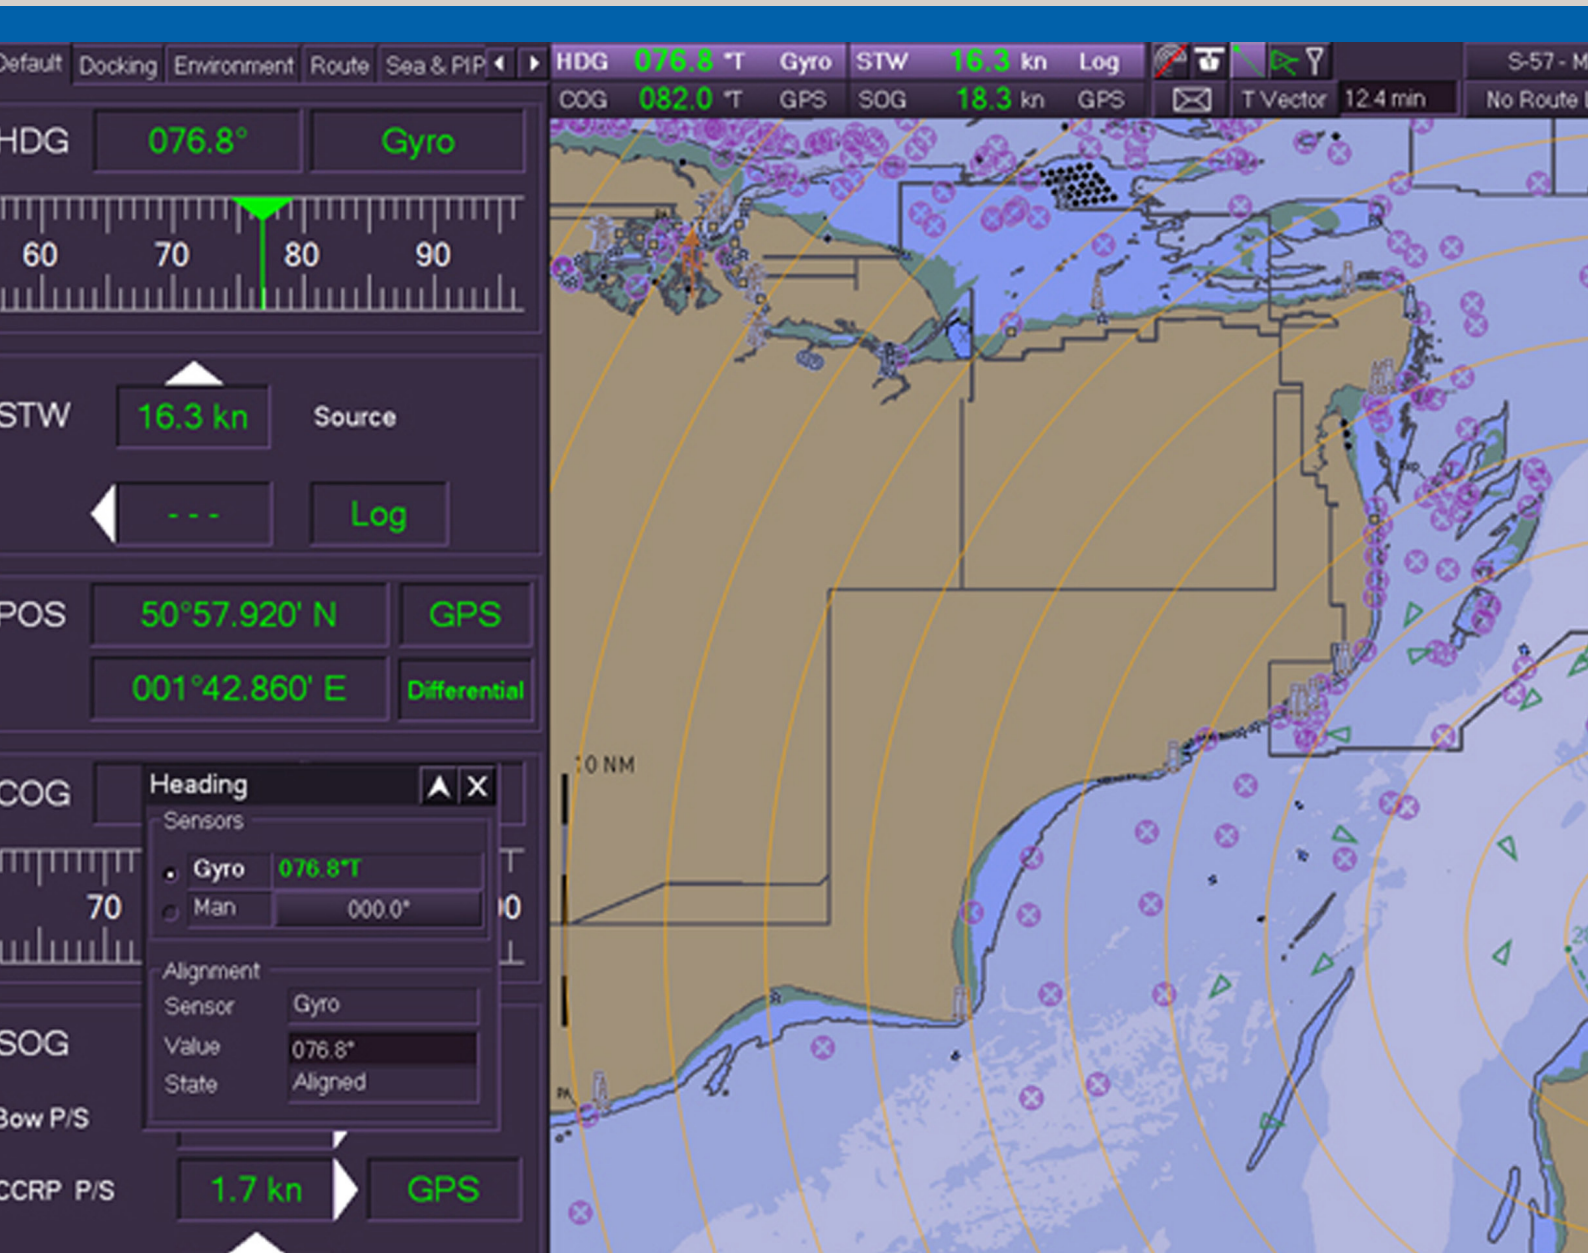 Default Docking Environment Route Sea & PIP
HDG 076.8 °T Gyro STW 16.3 kn Log
S-57 - M
COG 082.0 °T GPS SOG 18.3 kn GPS
T Vector 12.4 min
No Route
HDG 076.8° Gyro
60 70 80 90
STW 16.3 kn Source
- - - Log
POS 50°57.920' N GPS
001°42.860' E Differential
COG
70
Heading
Sensors
Gyro 076.8°T
Man 000.0°
Alignment
Sensor Gyro
Value 076.8°
State Aligned
SOG
Bow P/S
CCRP P/S 1.7 kn GPS
10 NM
PA